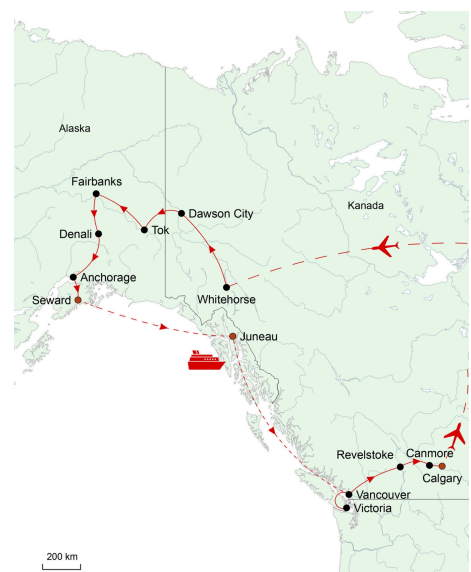 Alaska
Fairbanks
Kanada
Dawson City
Tok
Denali
Anchorage
Whitehorse
Seward
Juneau
Revelstoke
Canmore
Calgary
Vancouver
Victoria
200 km